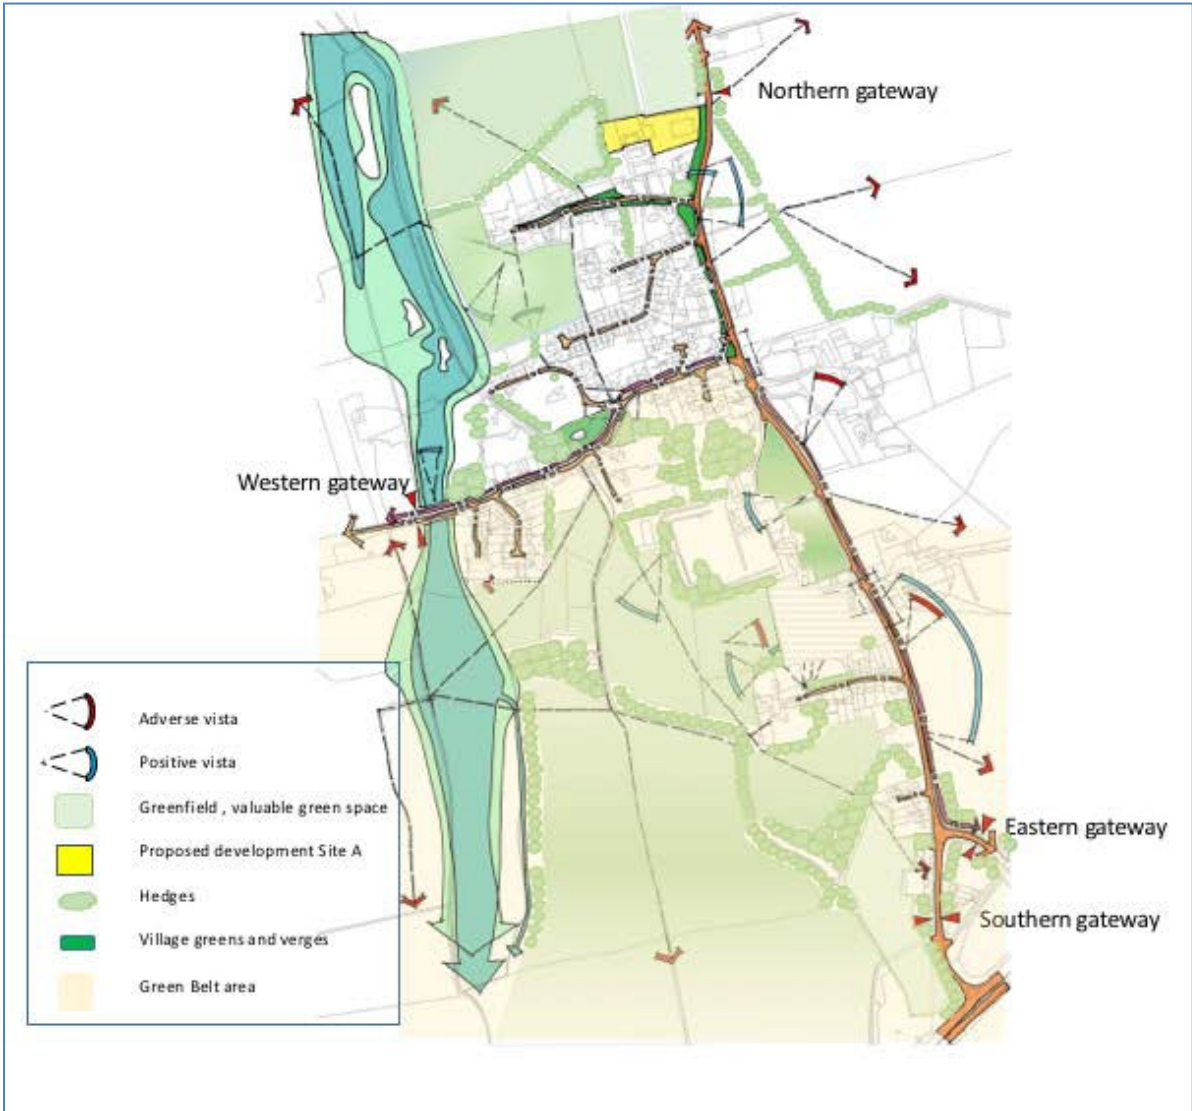 Northern gateway
Western gateway
Adverse vista
Positive vista
Greenfield , valuable green space
Proposed development Site A
Hedges
Village greens and verges
Green Belt area
Eastern gateway
Southern gateway